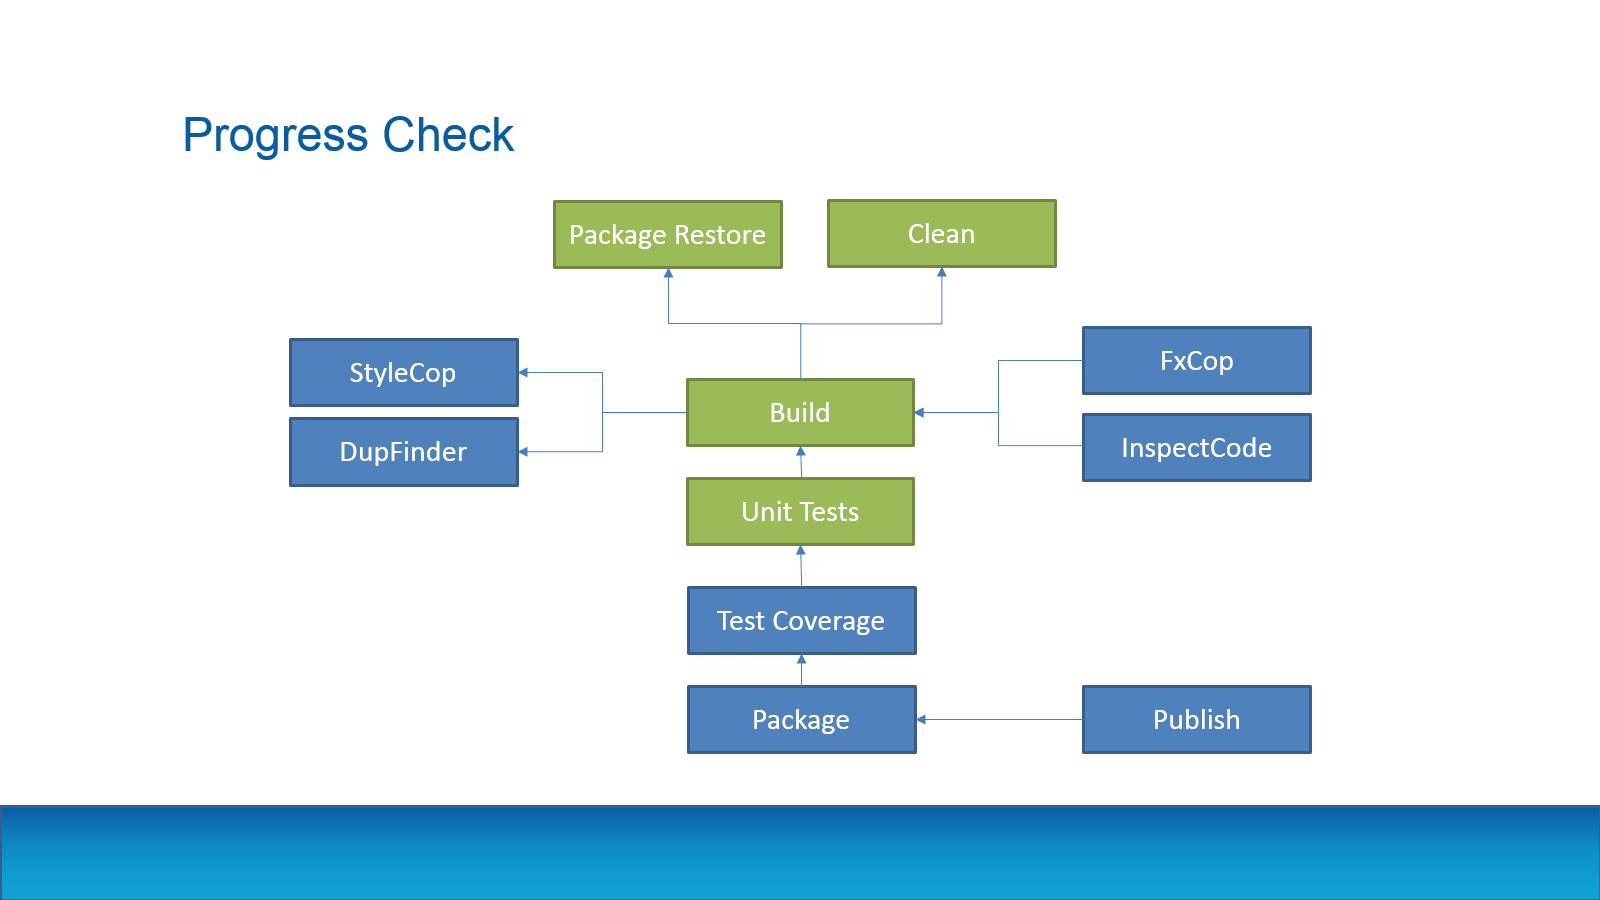 Progress Check
Package Restore
Clean
StyleCop
FxCop
Build
DupFinder
InspectCode
Unit Tests
Test Coverage
Package
Publish